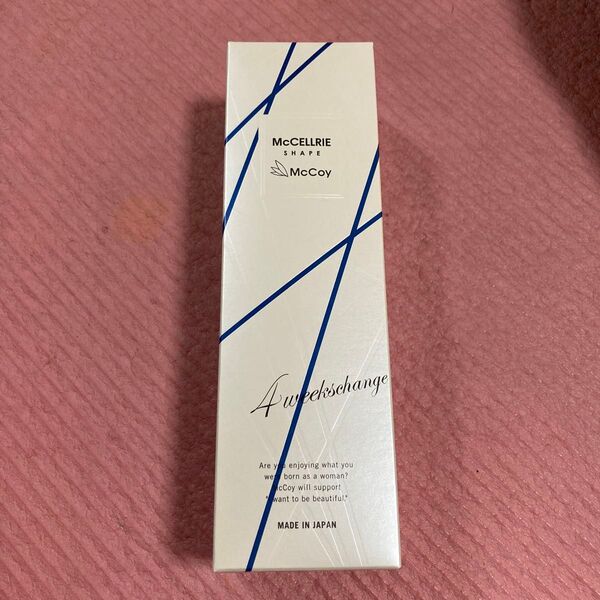 McCELLRIE
SHAPE
McCoy
4weekschange
Are you enjoying what you
were born as a woman?
McCoy will support
"I want to be beautiful."
MADE IN JAPAN